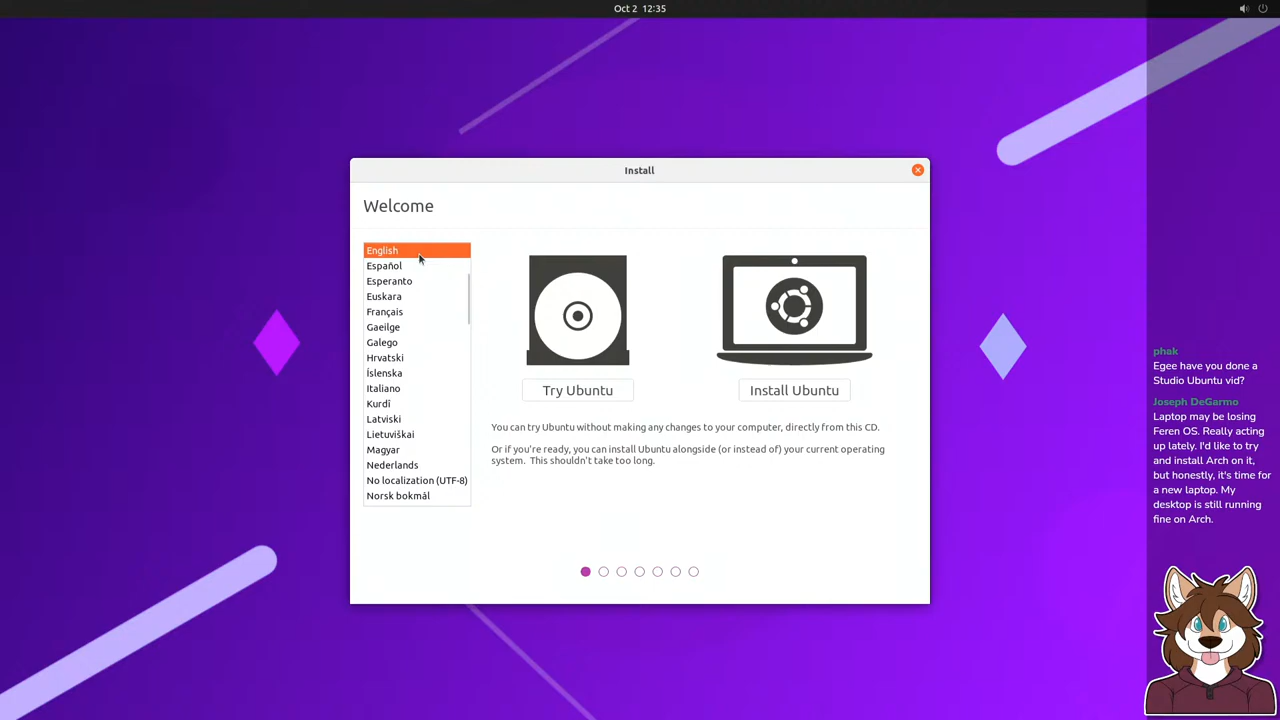 Oct 2 12:35
Install
Welcome
English
Español
Esperanto
Euskara
Français
Gaeilge
Galego
Hrvatski
Íslenska
Italiano
Kurdî
Latviski
Lietuviškai
Magyar
Nederlands
No localization (UTF-8)
Norsk bokmål
Try Ubuntu
Install Ubuntu
You can try Ubuntu without making any changes to your computer, directly from this CD.
Or if you're ready, you can install Ubuntu alongside (or instead of) your current operating
system. This shouldn't take too long.
phak
Egee have you done a
Studio Ubuntu vid?
Joseph DeGarmo
Laptop may be losing
Feren OS. Really acting
up lately. I'd like to try
and install Arch on it,
but honestly, it's time for
a new laptop. My
desktop is still running
fine on Arch.